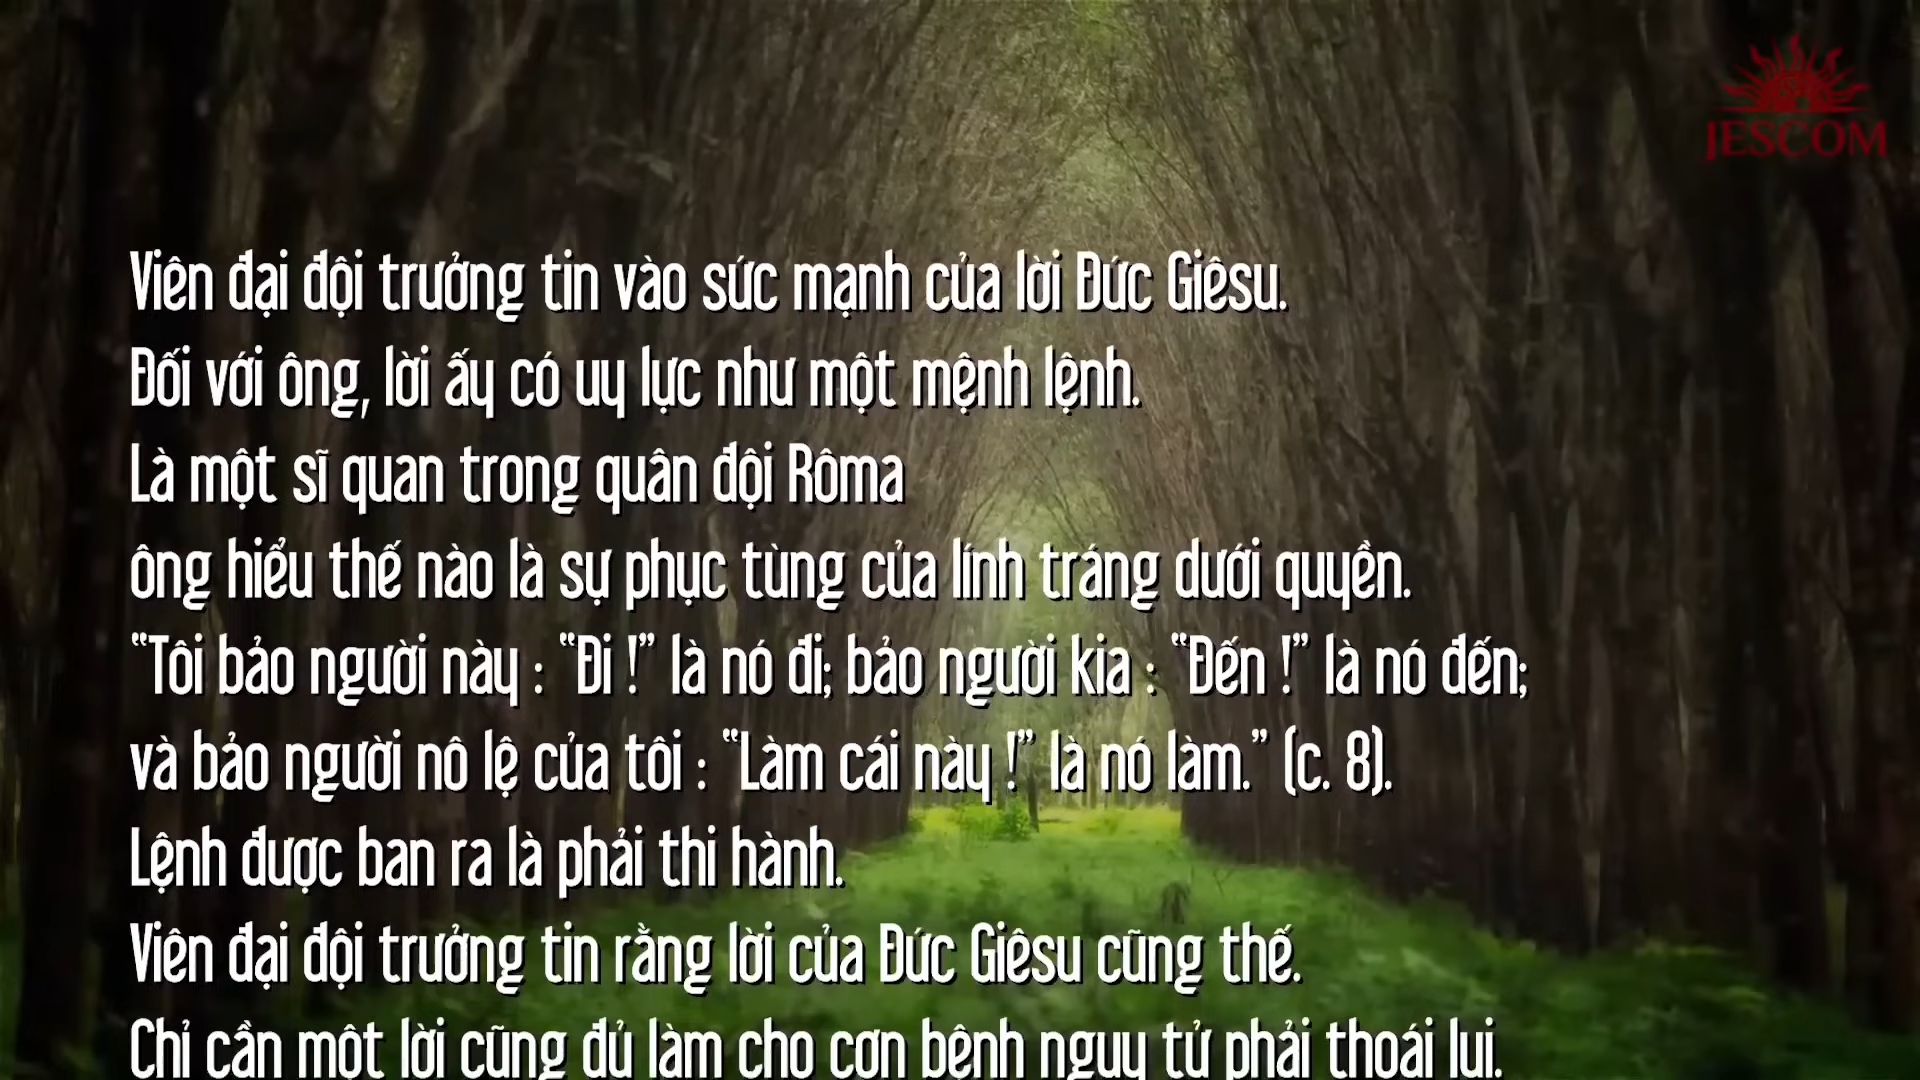 JESCOM
Viên đại đội trưởng tin vào sức mạnh của lời Đức Giêsu.
Đối với ông, lời ấy có uy lực như một mệnh lệnh.
Là một sĩ quan trong quân đội Rôma
ông hiểu thế nào là sự phục tùng của lính tráng dưới quyền.
“Tôi bảo người này : “Đi !” là nó đi; bảo người kia : “Đến !” là nó đến;
và bảo người nô lệ của tôi : “Làm cái này !” là nó làm.” (c. 8).
Lệnh được ban ra là phải thi hành.
Viên đại đội trưởng tin rằng lời của Đức Giêsu cũng thế.
Chỉ cần một lời cũng đủ làm cho cơn bệnh nguy tử phải thoái lui.